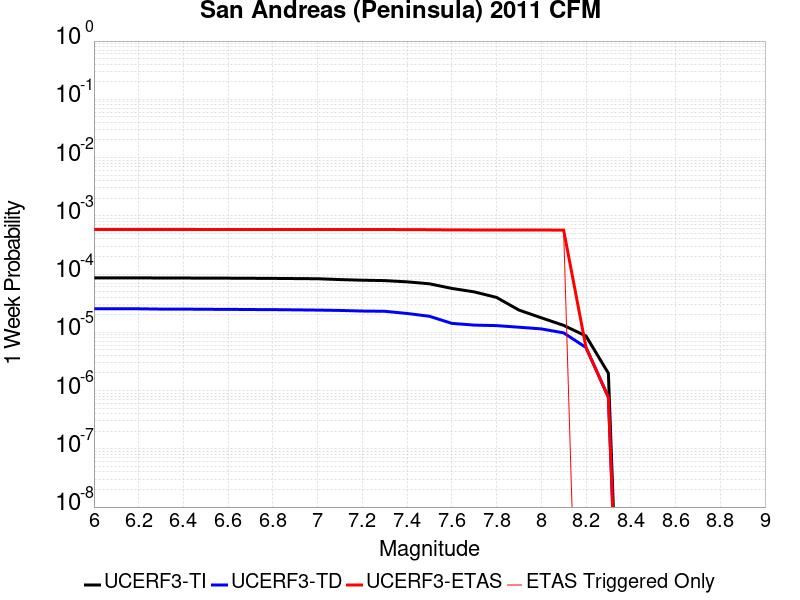 San Andreas (Peninsula) 2011 CFM
10^0
10^-1
10^-2
10^-3
10^-4
10^-5
10^-6
10^-7
10^-8
1 Week Probability
6 6.2 6.4 6.6 6.8 7 7.2 7.4 7.6 7.8 8 8.2 8.4 8.6 8.8 9
Magnitude
UCERF3-TI UCERF3-TD UCERF3-ETAS ETAS Triggered Only